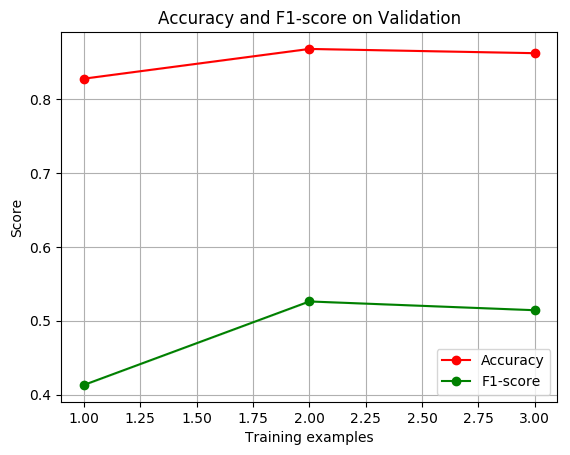 Accuracy and F1-score on Validation
Score
0.8
0.7
0.6
0.5
0.4
1.00 1.25 1.50 1.75 2.00 2.25 2.50 2.75 3.00
Training examples
Accuracy
F1-score